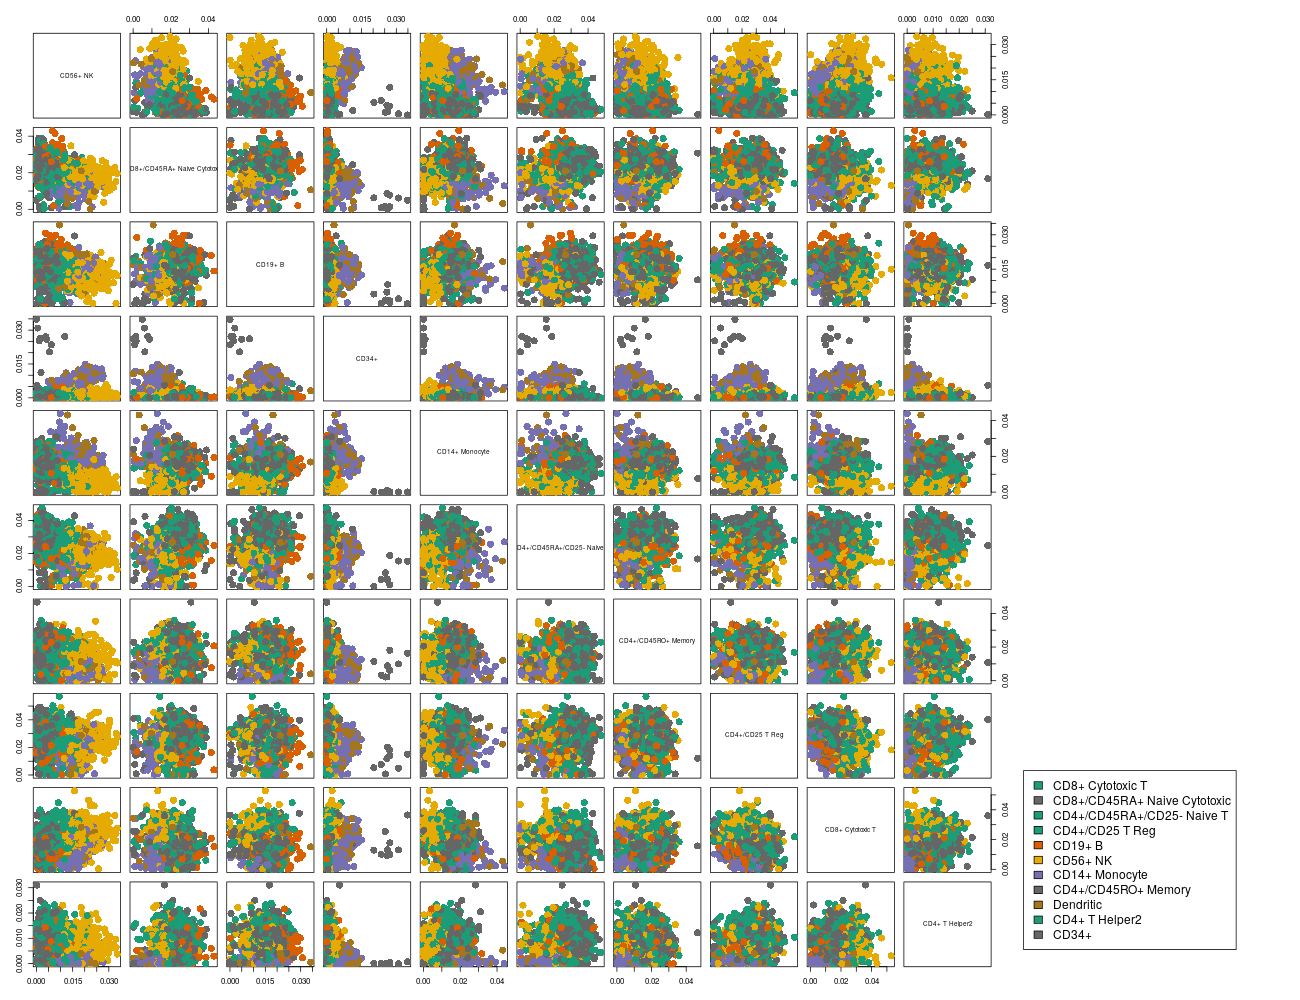 0.00 0.02 0.04
0.000 0.015 0.030
0.00 0.02 0.04
0.00 0.02 0.04
0.000 0.010 0.020 0.030
CD56+ NK
0.000 0.015 0.030
0.00 0.02 0.04
D8+/CD45RA+ Naive Cytotox
CD19+ B
0.000 0.015 0.030
0.000 0.015 0.030
CD34+
CD14+ Monocyte
0.00 0.02 0.04
0.00 0.02 0.04
D4+/CD45RA+/CD25- Naive
CD4+/CD45RO+ Memory
0.00 0.02 0.04
0.00 0.02 0.04
CD4+/CD25 T Reg
CD8+ Cytotoxic T
0.00 0.02 0.04
0.000 0.010 0.020 0.030
CD4+ T Helper2
0.000 0.015 0.030
0.000 0.015 0.030
0.00 0.02 0.04
0.00 0.02 0.04
0.00 0.02 0.04
CD8+ Cytotoxic T
CD8+/CD45RA+ Naive Cytotoxic
CD4+/CD45RA+/CD25- Naive T
CD4+/CD25 T Reg
CD19+ B
CD56+ NK
CD14+ Monocyte
CD4+/CD45RO+ Memory
Dendritic
CD4+ T Helper2
CD34+